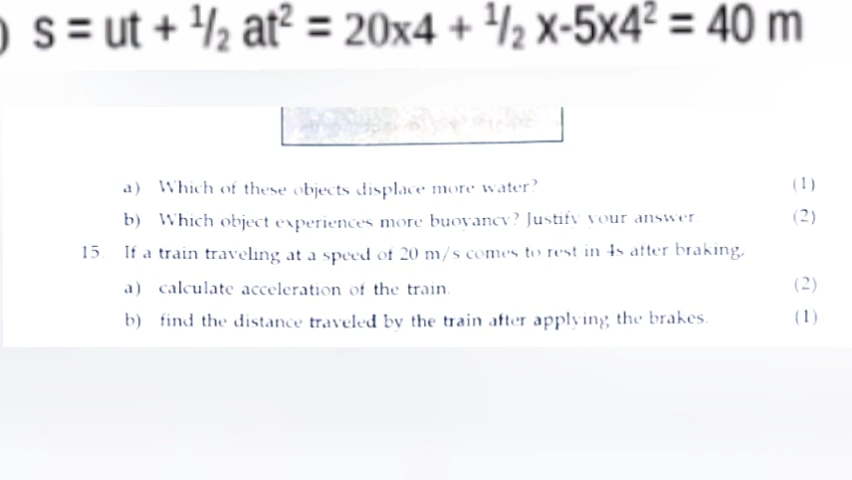 ) s = ut + ½ at² = 20x4 + ½ x-5x4² = 40 m
a) Which of these objects displace more water? (1)
b) Which object experiences more buoyancy? Justify your answer (2)
15. If a train traveling at a speed of 20 m/s comes to rest in 4s after braking,
a) calculate acceleration of the train. (2)
b) find the distance traveled by the train after applying the brakes. (1)